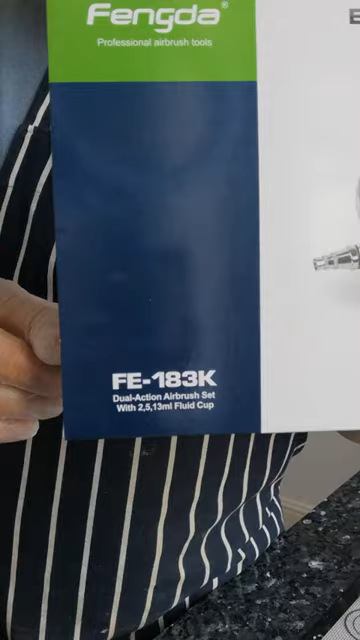 Fengda®
Professional airbrush tools
FE-183K
Dual-Action Airbrush Set
With 2,5,13ml Fluid Cup